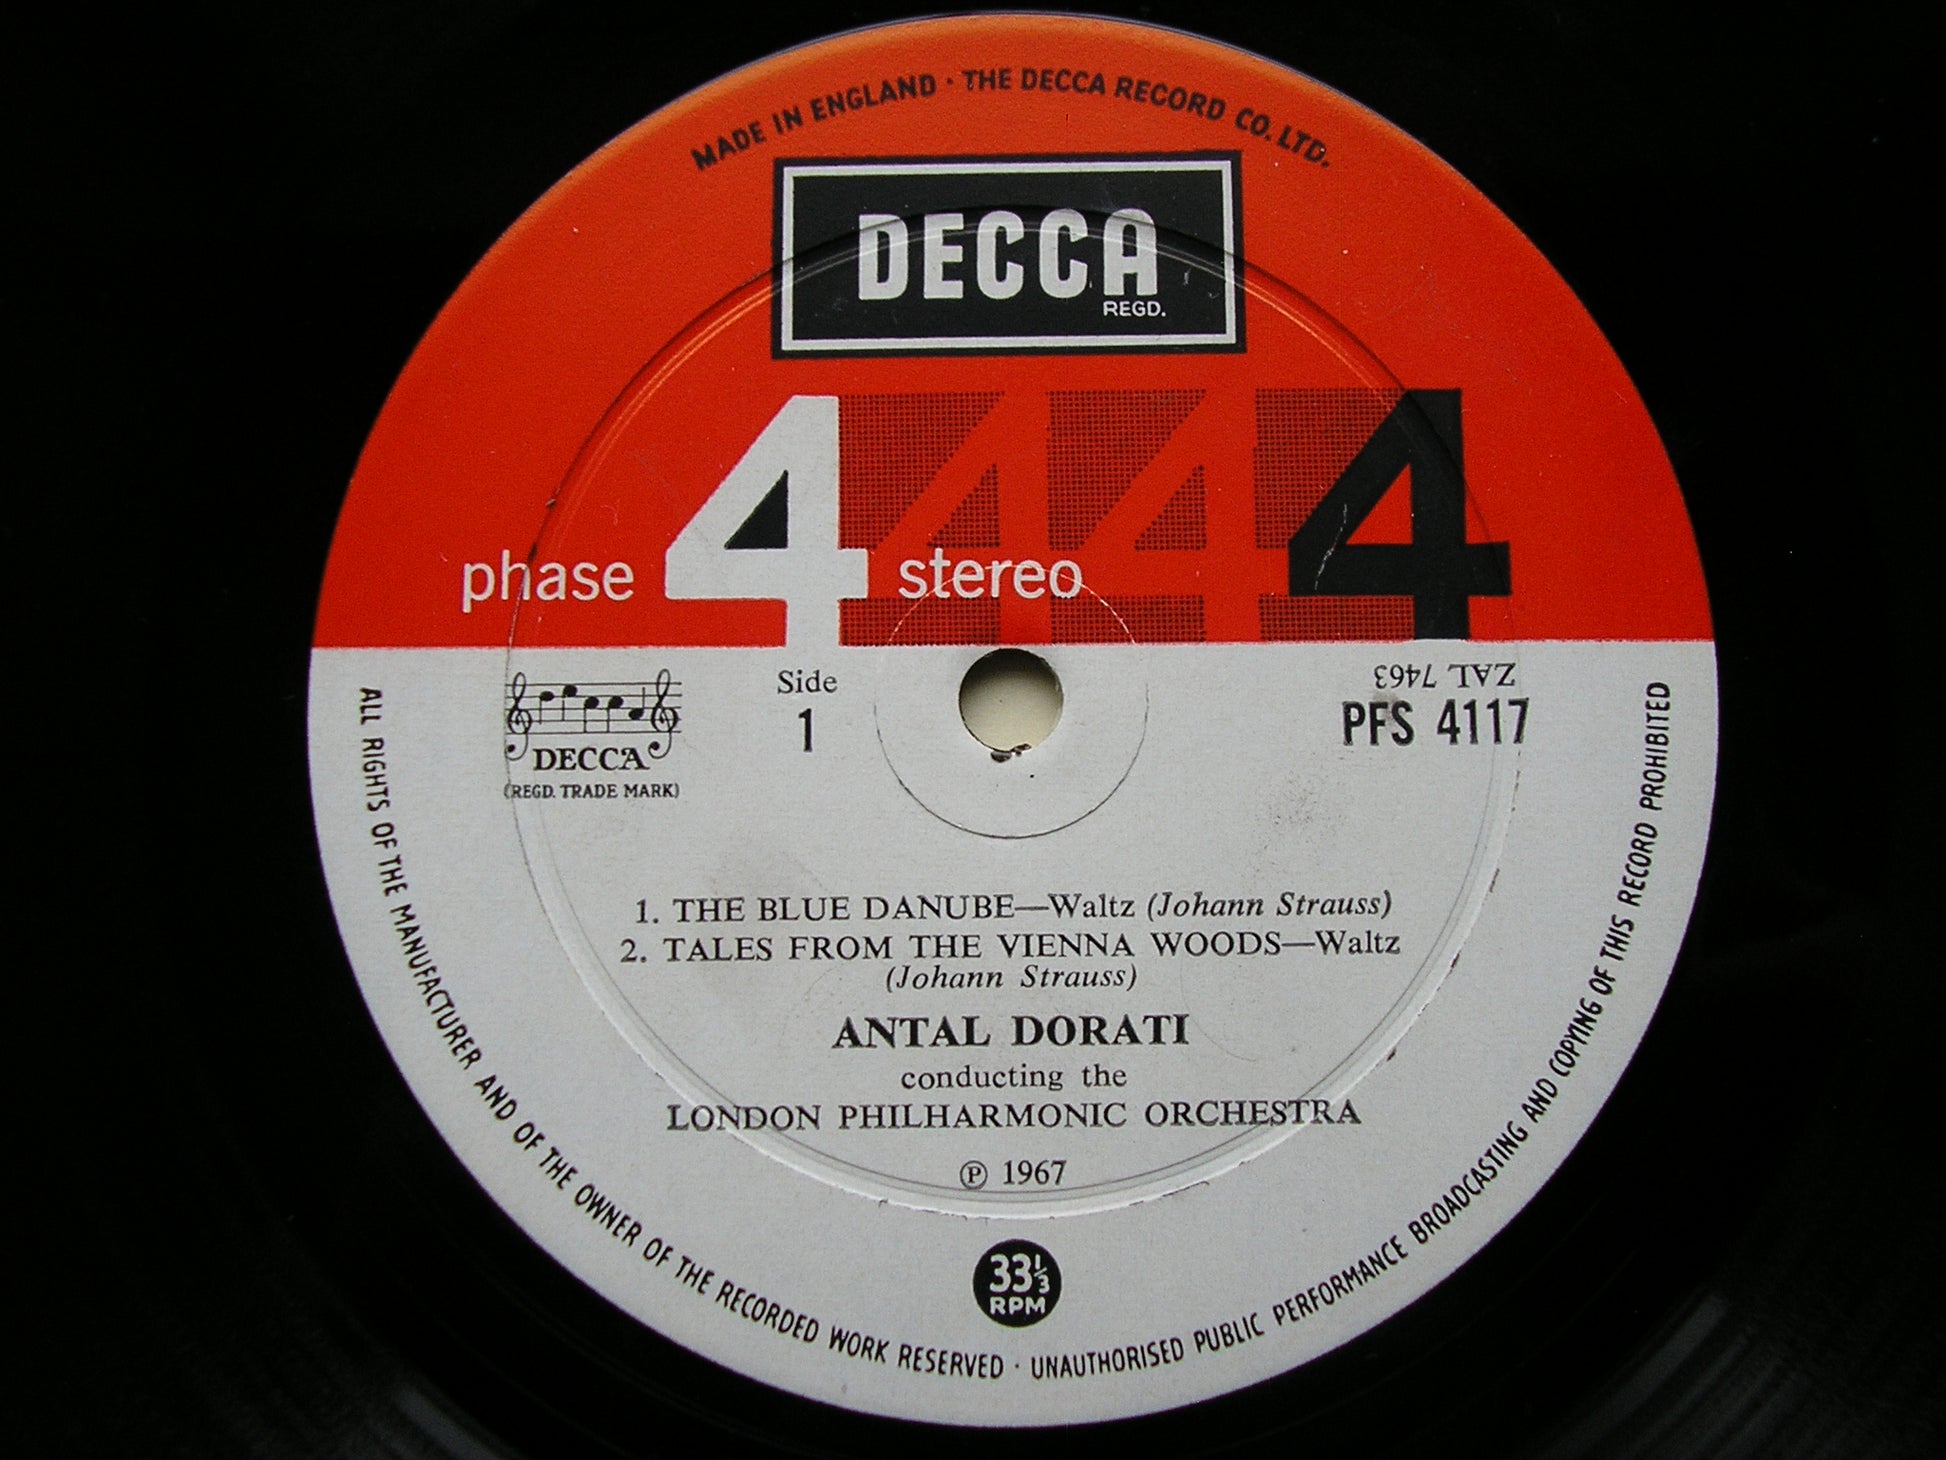 MADE IN ENGLAND · THE DECCA RECORD CO. LTD.
DECCA
REGD.
phase 4 stereo 4 4 4
Side
1
ZAL 7463
PFS 4117
DECCA
(REGD. TRADE MARK)
1. THE BLUE DANUBE—Waltz (Johann Strauss)
2. TALES FROM THE VIENNA WOODS—Waltz
(Johann Strauss)
ANTAL DORATI
conducting the
LONDON PHILHARMONIC ORCHESTRA
℗ 1967
33⅓
RPM
ALL RIGHTS OF THE MANUFACTURER AND OF THE OWNER OF THE RECORDED WORK RESERVED · UNAUTHORISED PUBLIC PERFORMANCE BROADCASTING AND COPYING OF THIS RECORD PROHIBITED